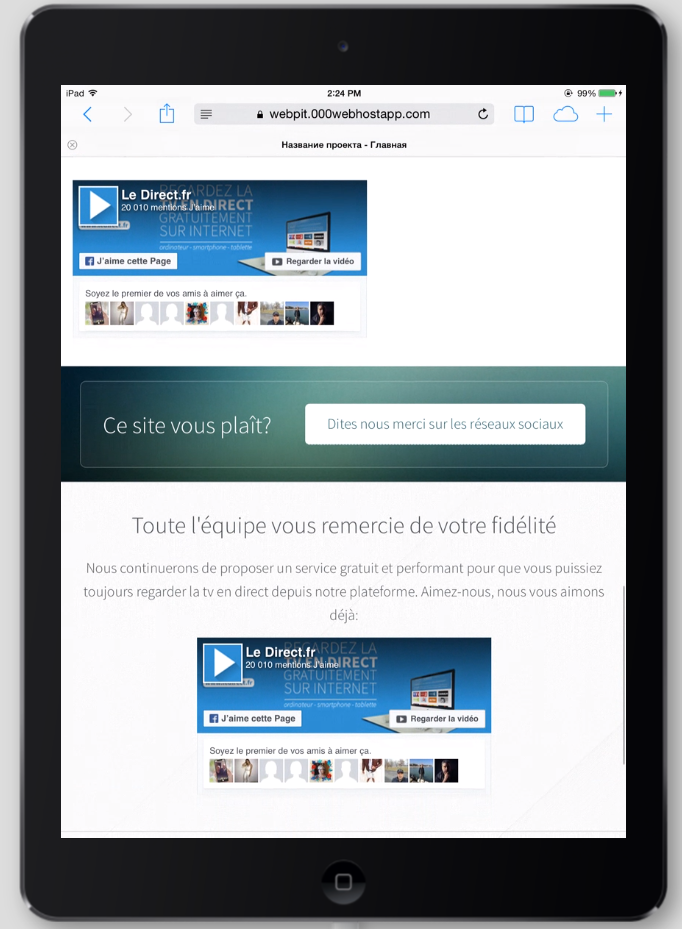 iPad
2:24 PM
99%
webpit.000webhostapp.com
Название проекта - Главная
REGARDEZ LA
Le Direct.fr
TV EN DIRECT
20 010 mentions J'aime
GRATUITEMENT
SUR INTERNET
ordinateur - smartphone - tablette
J'aime cette Page
Regarder la vidéo
Soyez le premier de vos amis à aimer ça.
Ce site vous plaît?
Dites nous merci sur les réseaux sociaux
Toute l'équipe vous remercie de votre fidélité
Nous continuerons de proposer un service gratuit et performant pour que vous puissiez
toujours regarder la tv en direct depuis notre plateforme. Aimez-nous, nous vous aimons
déjà:
REGARDEZ LA
Le Direct.fr
TV EN DIRECT
20 010 mentions J'aime
GRATUITEMENT
SUR INTERNET
ordinateur - smartphone - tablette
J'aime cette Page
Regarder la vidéo
Soyez le premier de vos amis à aimer ça.